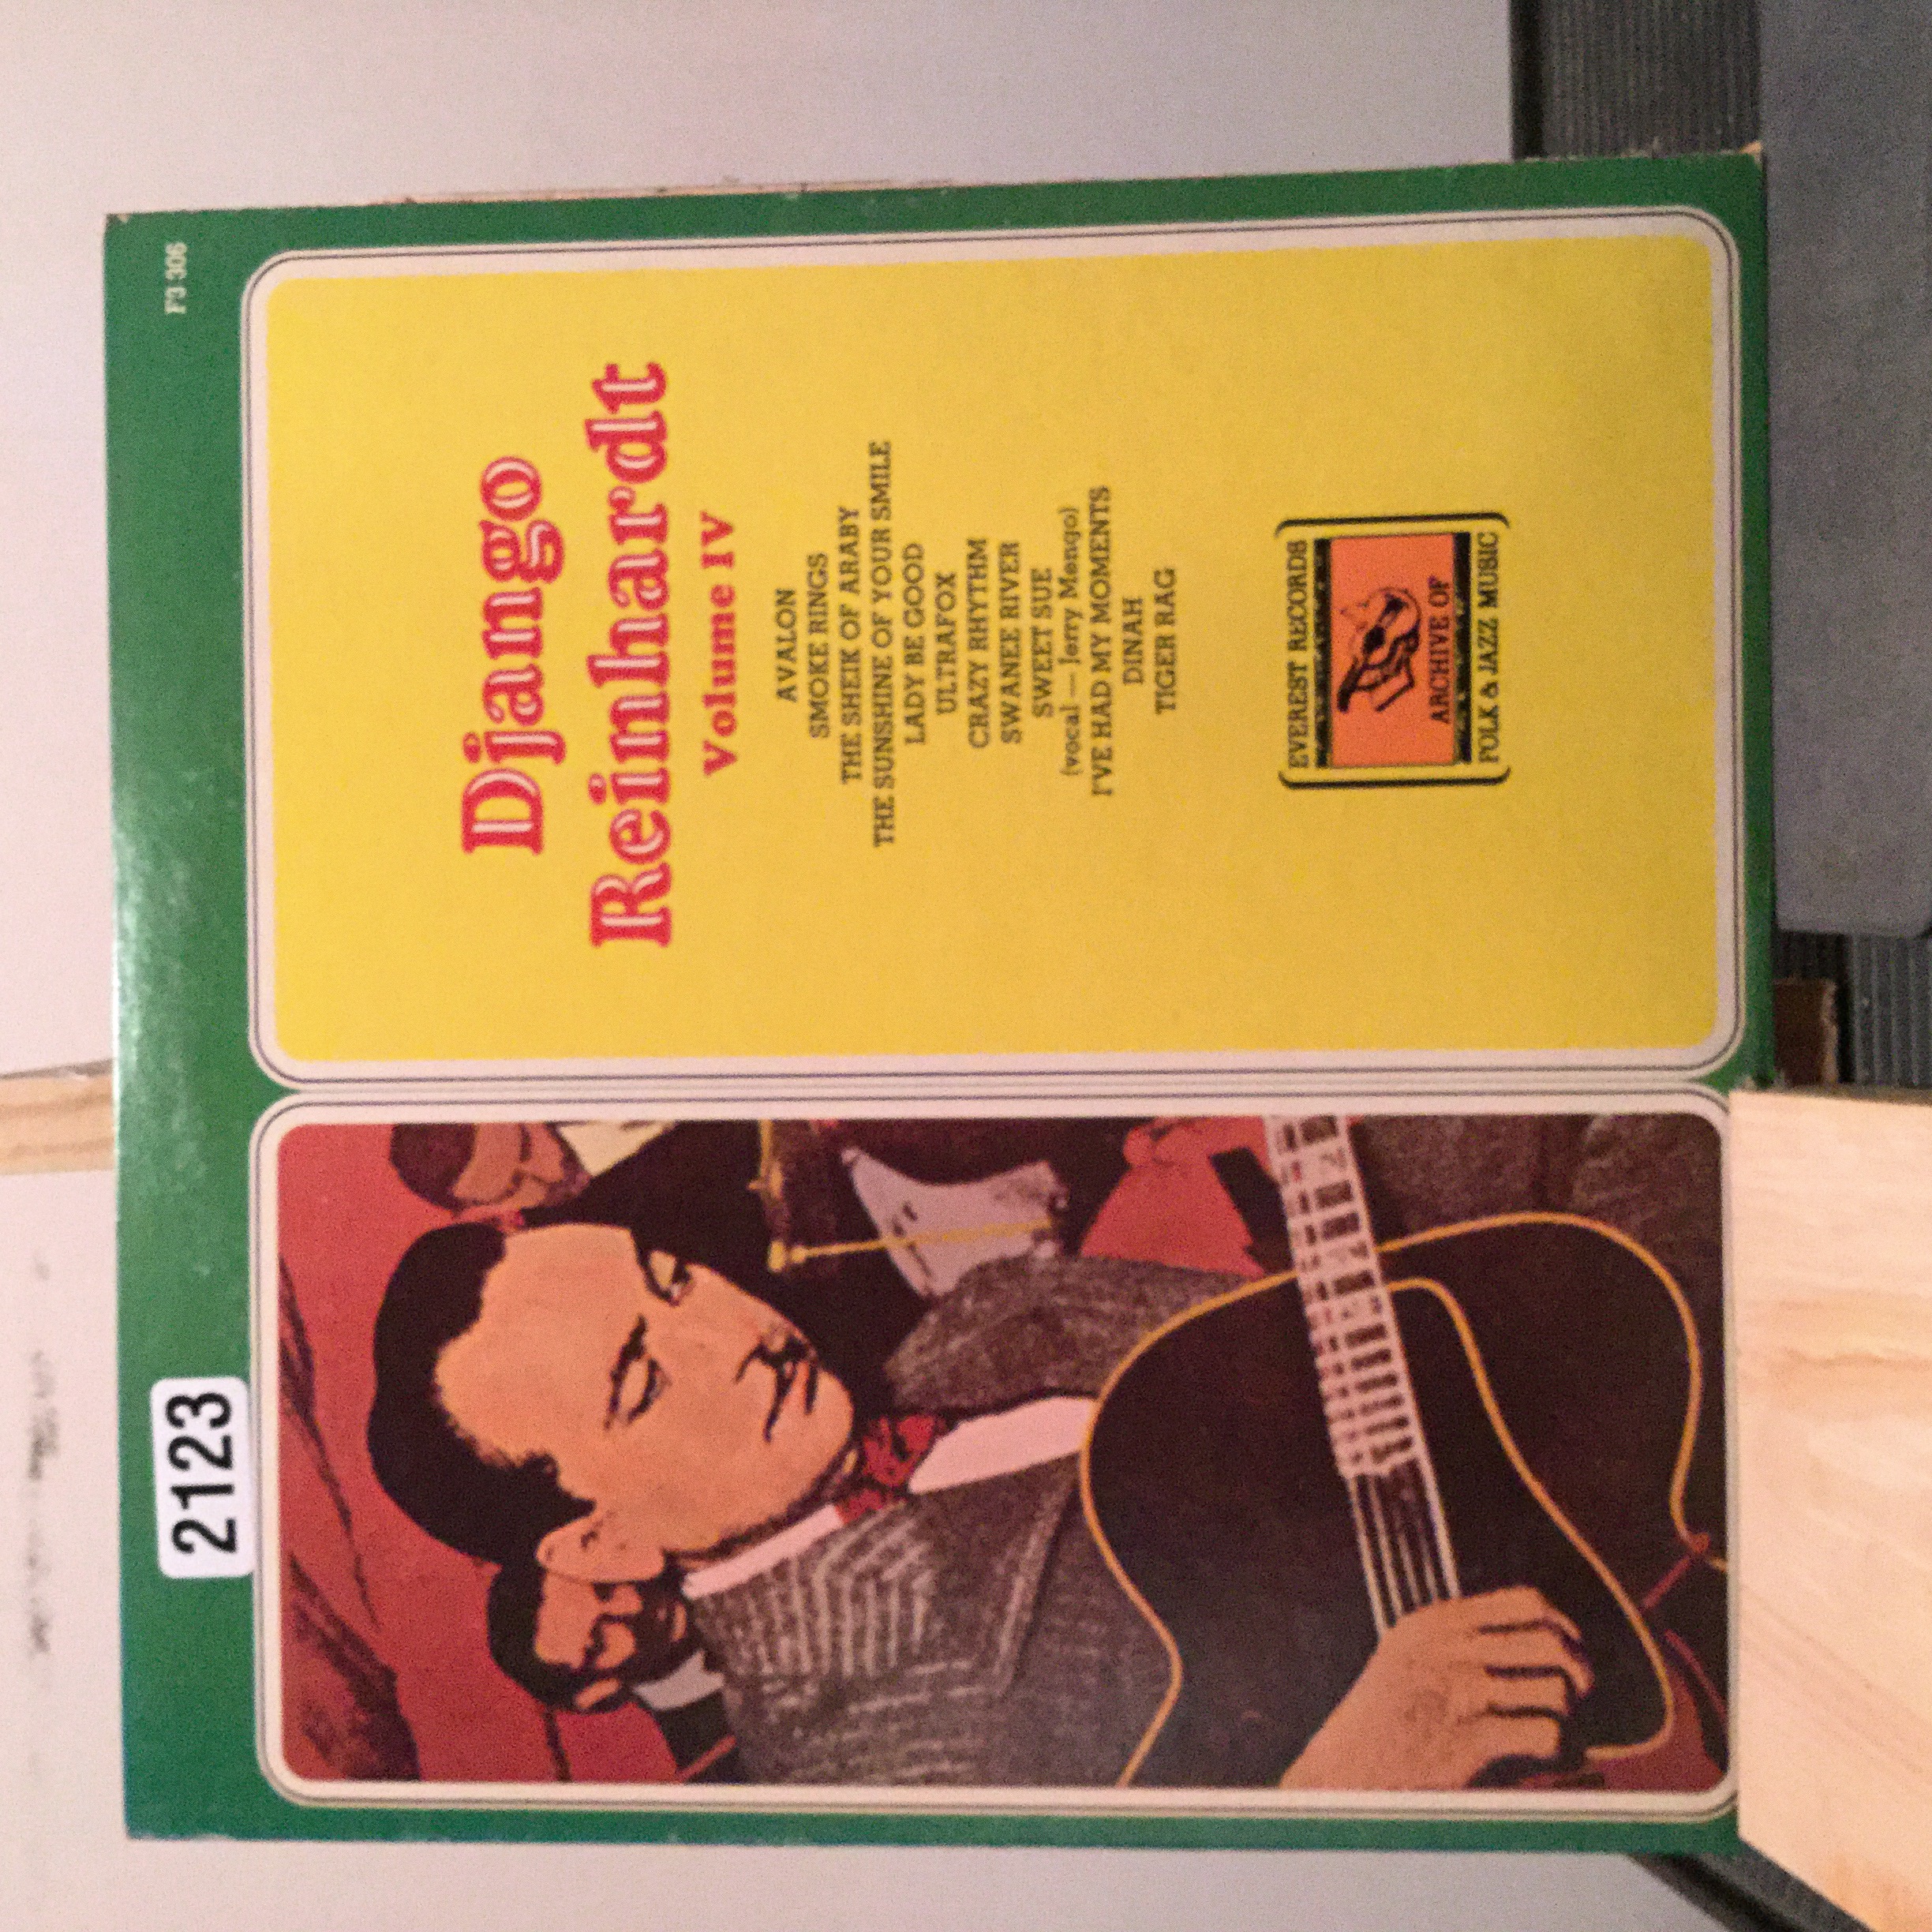 FS-306
2123
Django
Reinhardt
Volume IV
AVALON
SMOKE RINGS
THE SHEIK OF ARABY
THE SUNSHINE OF YOUR SMILE
LADY BE GOOD
ULTRAFOX
CRAZY RHYTHM
SWANEE RIVER
SWEET SUE
(vocal — Jerry Mengo)
I'VE HAD MY MOMENTS
DINAH
TIGER RAG
EVEREST RECORDS
ARCHIVE OF
FOLK & JAZZ MUSIC